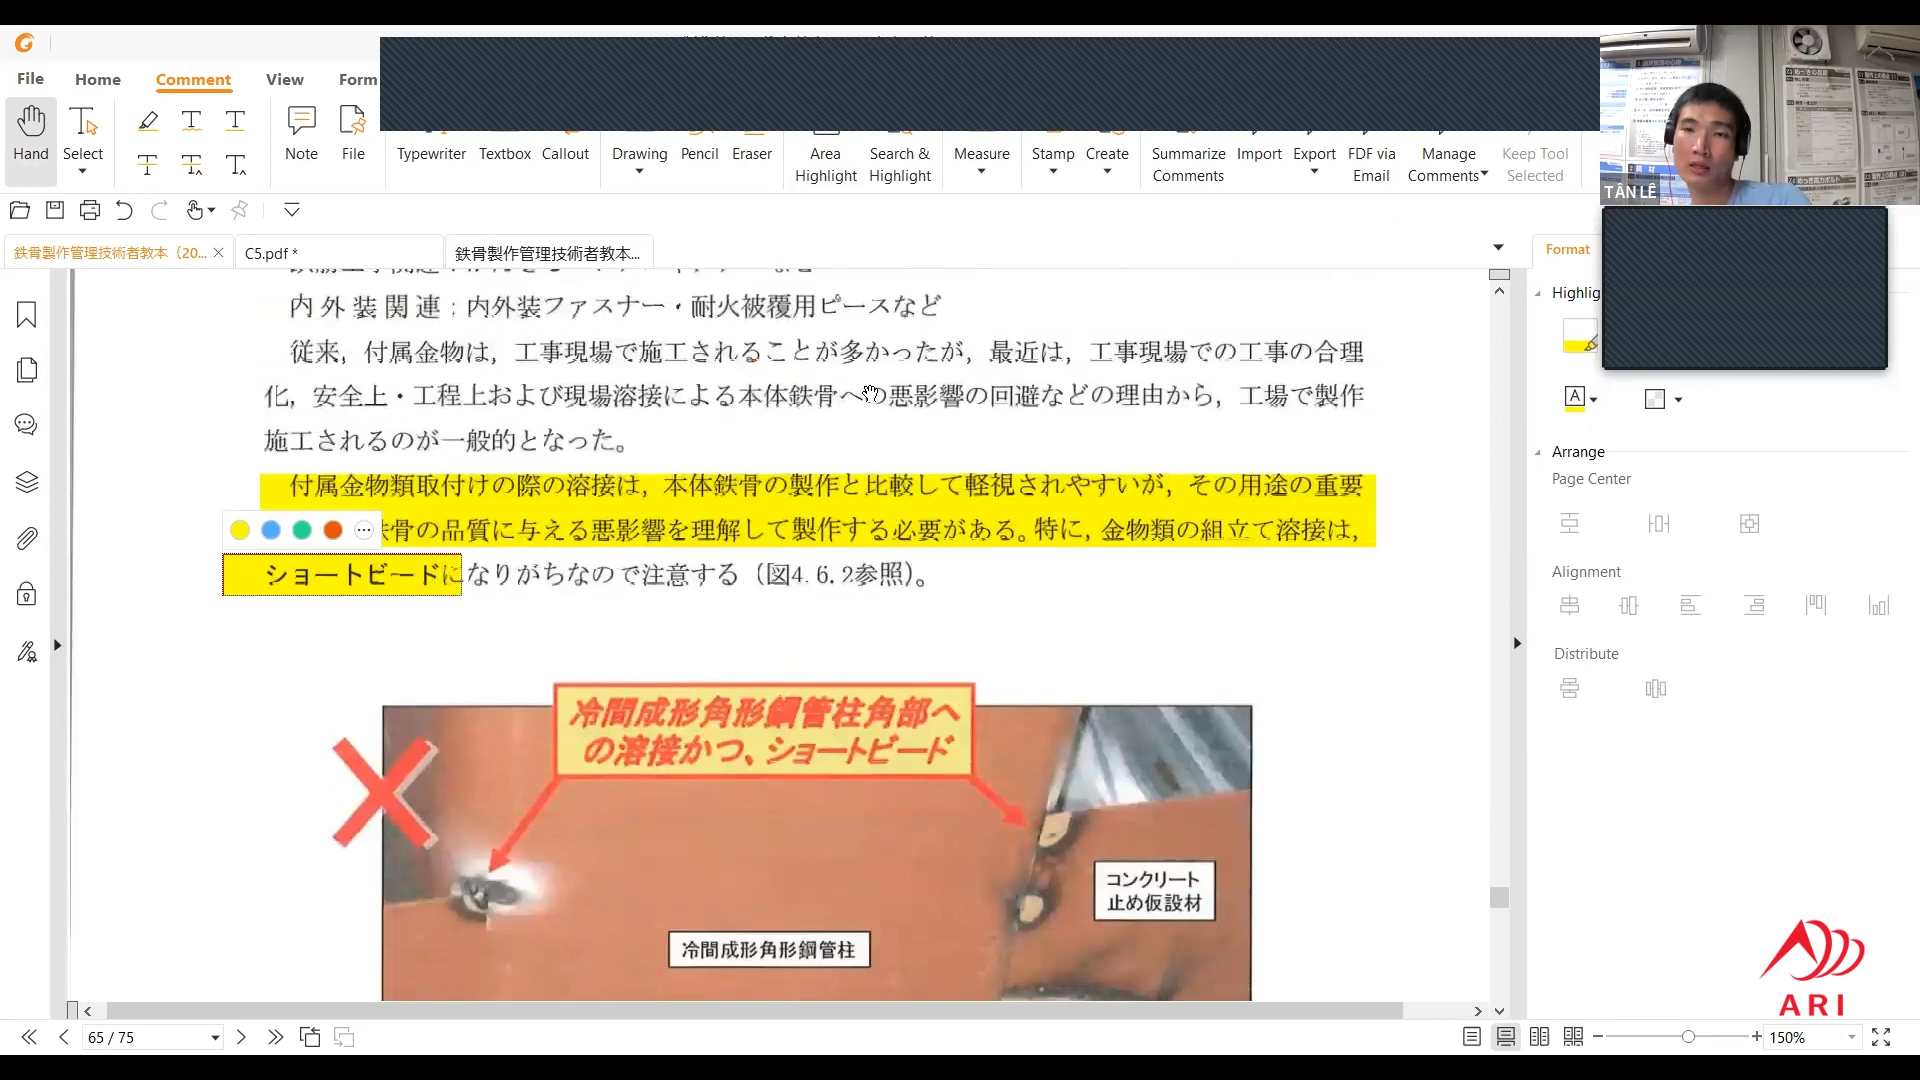 File
Home
Comment
View
Form
Hand
Select
Note
File
Typewriter
Textbox
Callout
Drawing
Pencil
Eraser
Area
Highlight
Search &
Highlight
Measure
Stamp
Create
Summarize
Comments
Import
Export
FDF via
Email
Manage
Comments
Keep Tool
Selected
TÂN LÊ
鉄骨製作管理技術者教本（20...
C5.pdf *
鉄骨製作管理技術者教本...
Format
内外装関連：内外装ファスナー・耐火被覆用ピースなど
従来，付属金物は，工事現場で施工されることが多かったが，最近は，工事現場での工事の合理
化，安全上・工程上および現場溶接による本体鉄骨への悪影響の回避などの理由から，工場で製作
施工されるのが一般的となった。
付属金物類取付けの際の溶接は，本体鉄骨の製作と比較して軽視されやすいが，その用途の重要
骨の品質に与える悪影響を理解して製作する必要がある。特に，金物類の組立て溶接は，
ショートビードになりがちなので注意する（図4.6.2参照）。
冷間成形角形鋼管柱角部へ
の溶接かつ、ショートビード
コンクリート
止め仮設材
冷間成形角形鋼管柱
Highlig
Arrange
Page Center
Alignment
Distribute
ARI
65 / 75
150%